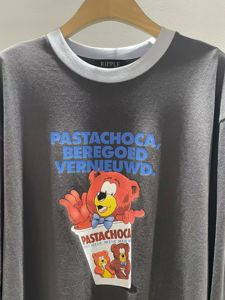 RIPPLE
PASTACHOCA,
BEREGOED
VERNIEUWD.
PASTACHOCA